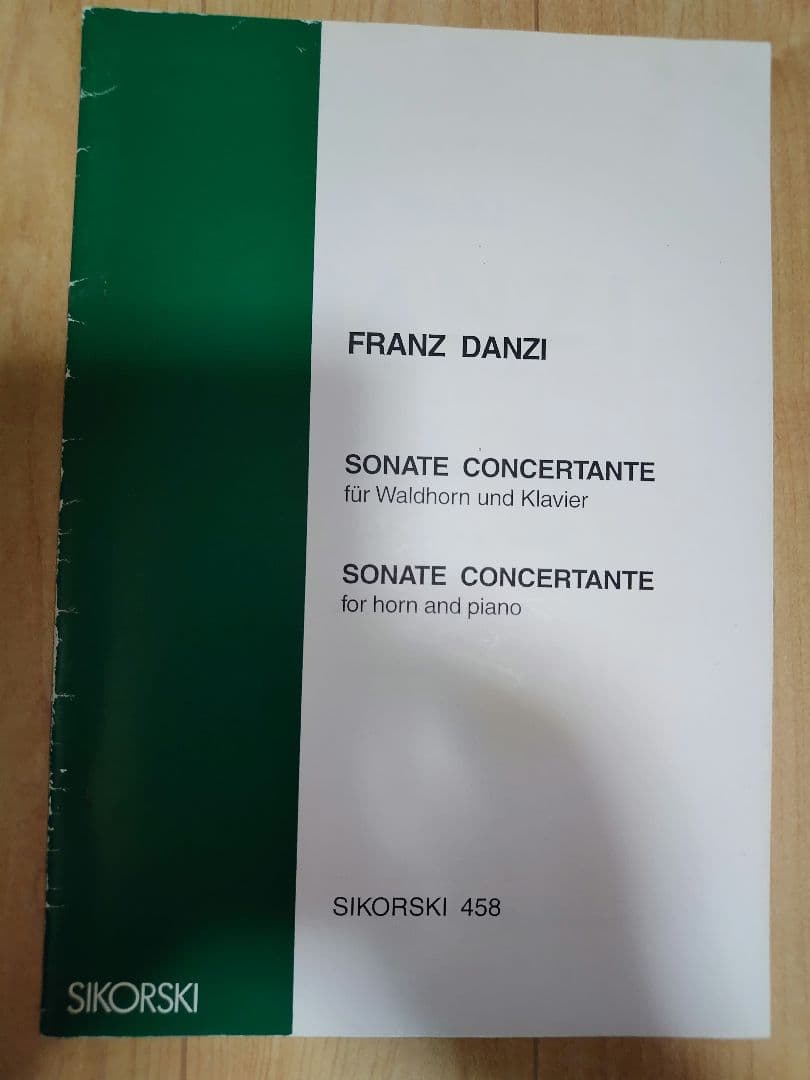 FRANZ DANZI
SONATE CONCERTANTE
für Waldhorn und Klavier
SONATE CONCERTANTE
for horn and piano
SIKORSKI 458
SIKORSKI